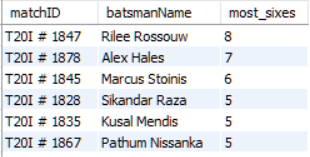 matchID batsmanName most_sixes
T20I # 1847 Rilee Rossouw 8
T20I # 1878 Alex Hales 7
T20I # 1845 Marcus Stoinis 6
T20I # 1828 Sikandar Raza 5
T20I # 1835 Kusal Mendis 5
T20I # 1867 Pathum Nissanka 5